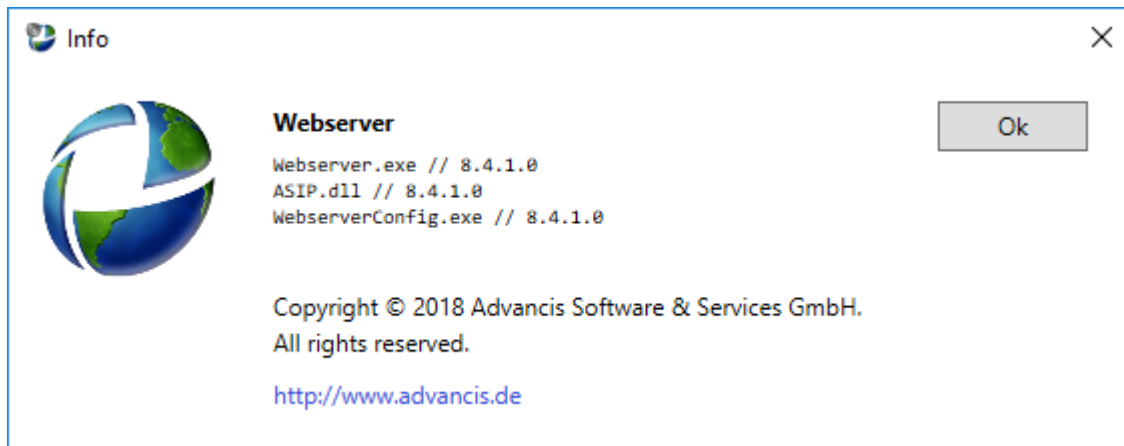 Info
Webserver
Ok
Webserver.exe // 8.4.1.0
ASIP.dll // 8.4.1.0
WebserverConfig.exe // 8.4.1.0
Copyright © 2018 Advancis Software & Services GmbH.
All rights reserved.
http://www.advancis.de